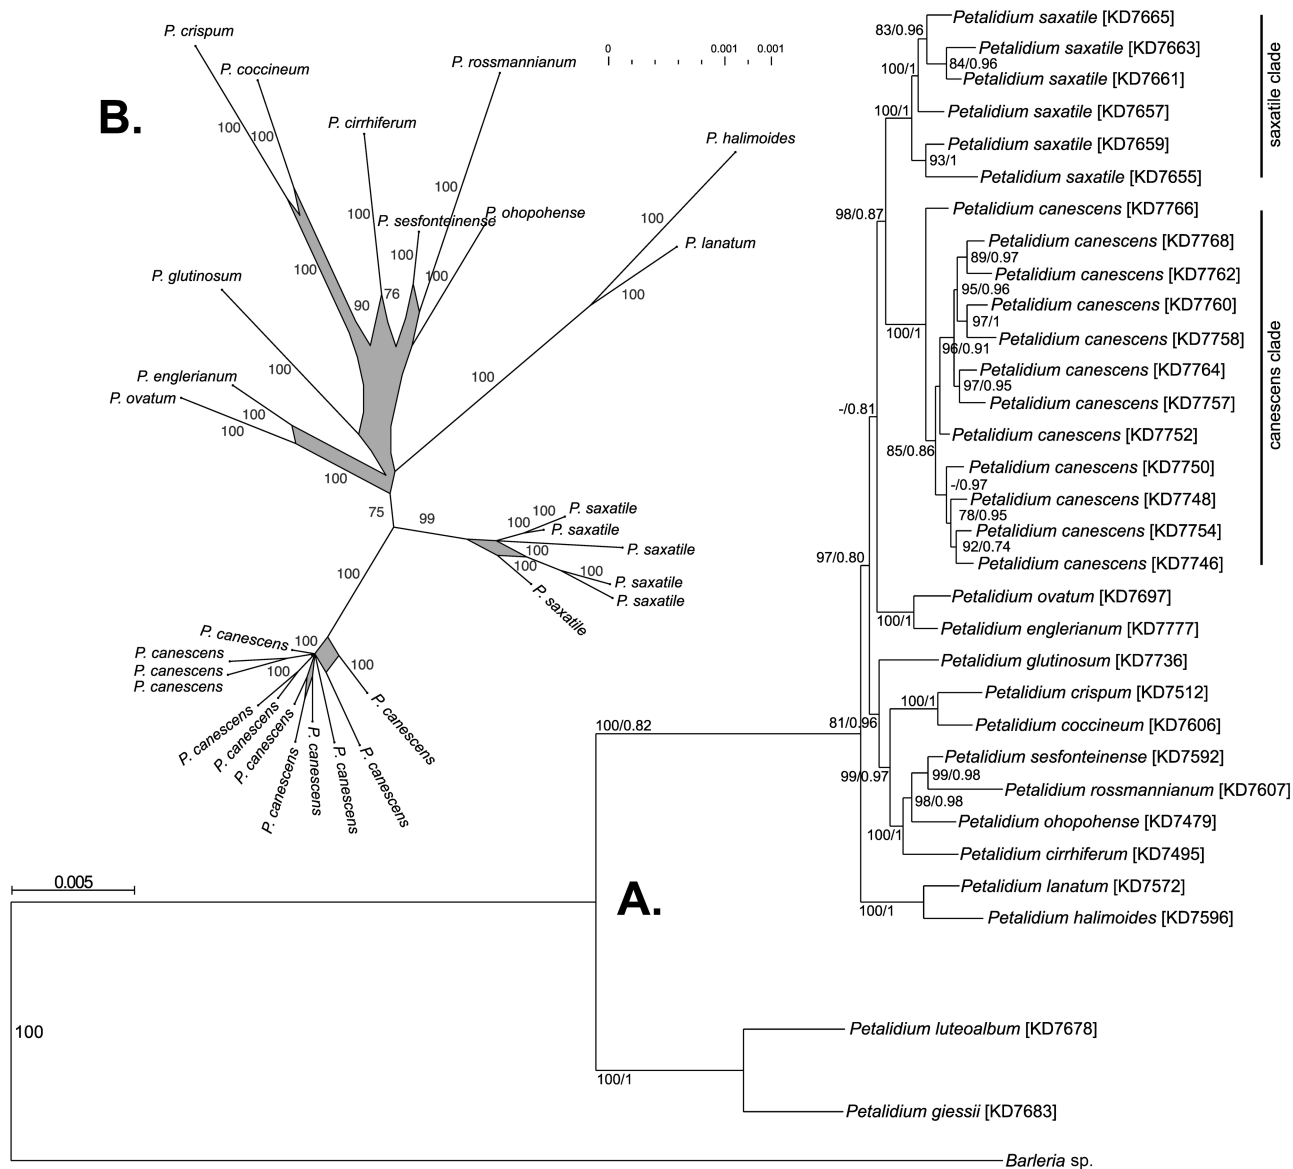 P. crispum
P. coccineum
P. cirrhiferum
P. rossmannianum
0 0.001 0.001
P. halimoides
B.
100
100
100
100
100
P. sesfonteinense
P. ohopohense
P. lanatum
100
100
100
100
P. glutinosum
90
76
100
100
P. englerianum
P. ovatum
100
100
100
75
99
100
100
P. saxatile
P. saxatile
P. saxatile
100
100
100
P. saxatile
P. saxatile
P. saxatile
100
P. canescens
100
P. canescens
P. canescens
P. canescens
100
100
P. canescens
P. canescens
P. canescens
P. canescens
P. canescens
P. canescens
P. canescens
P. canescens
Petalidium saxatile [KD7665]
83/0.96
Petalidium saxatile [KD7663]
84/0.96
100/1
Petalidium saxatile [KD7661]
100/1
Petalidium saxatile [KD7657]
Petalidium saxatile [KD7659]
93/1
Petalidium saxatile [KD7655]
saxatile clade
98/0.87
Petalidium canescens [KD7766]
Petalidium canescens [KD7768]
89/0.97
Petalidium canescens [KD7762]
95/0.96
Petalidium canescens [KD7760]
97/1
100/1
Petalidium canescens [KD7758]
96/0.91
Petalidium canescens [KD7764]
97/0.95
Petalidium canescens [KD7757]
-/0.81
Petalidium canescens [KD7752]
85/0.86
Petalidium canescens [KD7750]
-/0.97
Petalidium canescens [KD7748]
78/0.95
Petalidium canescens [KD7754]
92/0.74
Petalidium canescens [KD7746]
canescens clade
97/0.80
Petalidium ovatum [KD7697]
100/1
Petalidium englerianum [KD7777]
Petalidium glutinosum [KD7736]
Petalidium crispum [KD7512]
100/1
Petalidium coccineum [KD7606]
100/0.82
81/0.96
Petalidium sesfonteinense [KD7592]
99/0.98
99/0.97
Petalidium rossmannianum [KD7607]
98/0.98
Petalidium ohopohense [KD7479]
100/1
Petalidium cirrhiferum [KD7495]
Petalidium lanatum [KD7572]
100/1
Petalidium halimoides [KD7596]
0.005
A.
100
Petalidium luteoalbum [KD7678]
100/1
Petalidium giessii [KD7683]
Barleria sp.